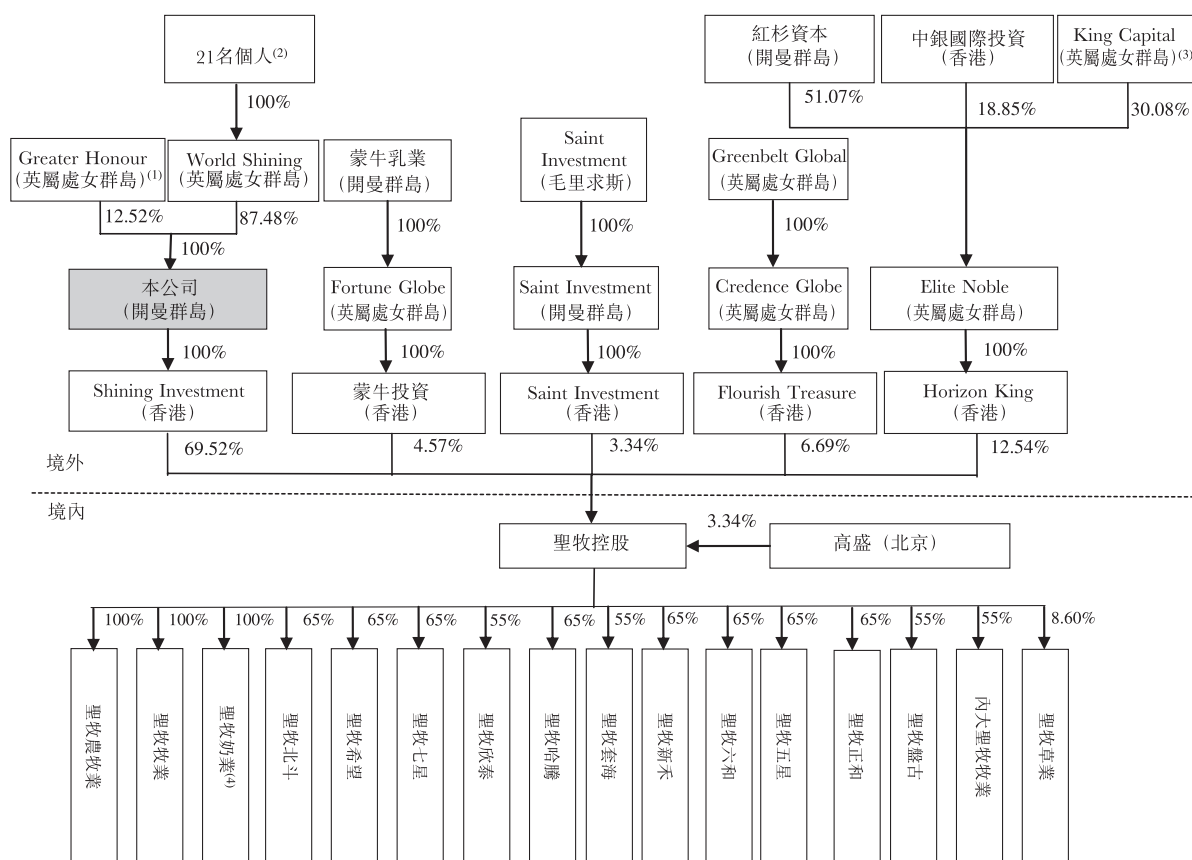 21名個人(2)
紅杉資本
(開曼群島)
中銀國際投資
(香港)
King Capital
(英屬處女群島)(3)
100%
51.07%
18.85%
30.08%
Greater Honour
(英屬處女群島)(1)
World Shining
(英屬處女群島)
蒙牛乳業
(開曼群島)
Saint
Investment
(毛里求斯)
Greenbelt Global
(英屬處女群島)
12.52%
87.48%
100%
100%
100%
100%
本公司
(開曼群島)
Fortune Globe
(英屬處女群島)
Saint Investment
(開曼群島)
Credence Globe
(英屬處女群島)
Elite Noble
(英屬處女群島)
100%
100%
100%
100%
100%
Shining Investment
(香港)
蒙牛投資
(香港)
Saint Investment
(香港)
Flourish Treasure
(香港)
Horizon King
(香港)
69.52%
4.57%
3.34%
6.69%
12.54%
境外
境內
聖牧控股
3.34%
高盛(北京)
100%
100%
100%
65%
65%
65%
55%
65%
55%
65%
65%
65%
65%
55%
55%
8.60%
聖牧農牧業
聖牧牧業
聖牧奶業(4)
聖牧北斗
聖牧希望
聖牧七星
聖牧欣泰
聖牧哈騰
聖牧套海
聖牧新禾
聖牧六和
聖牧五星
聖牧正和
聖牧盤古
內大聖牧牧業
聖牧草業